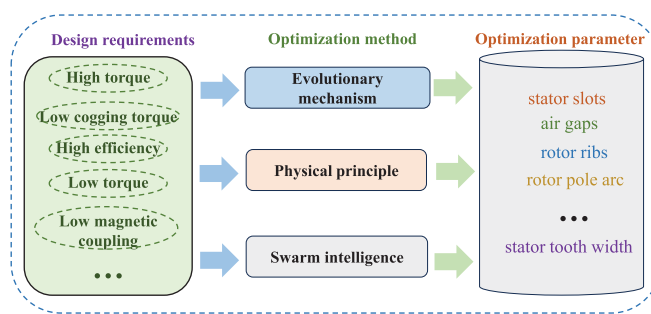 Design requirements
Optimization method
Optimization parameter
High torque
Low cogging torque
High efficiency
Low torque
Low magnetic
coupling
•••
Evolutionary
mechanism
Physical principle
Swarm intelligence
stator slots
air gaps
rotor ribs
rotor pole arc
•••
stator tooth width